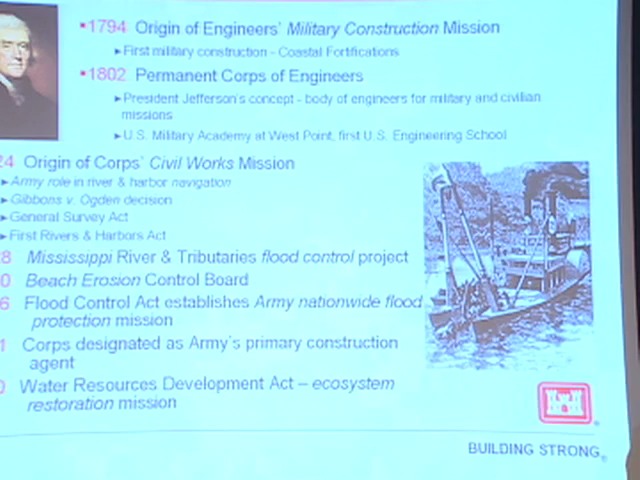 ▪1794 Origin of Engineers' Military Construction Mission
►First military construction - Coastal Fortifications
▪1802 Permanent Corps of Engineers
►President Jefferson's concept - body of engineers for military and civilian
missions
►U.S. Military Academy at West Point, first U.S. Engineering School
24 Origin of Corps' Civil Works Mission
►Army role in river & harbor navigation
►Gibbons v. Ogden decision
►General Survey Act
►First Rivers & Harbors Act
8 Mississippi River & Tributaries flood control project
0 Beach Erosion Control Board
6 Flood Control Act establishes Army nationwide flood
protection mission
1 Corps designated as Army's primary construction
agent
0 Water Resources Development Act – ecosystem
restoration mission
BUILDING STRONG®